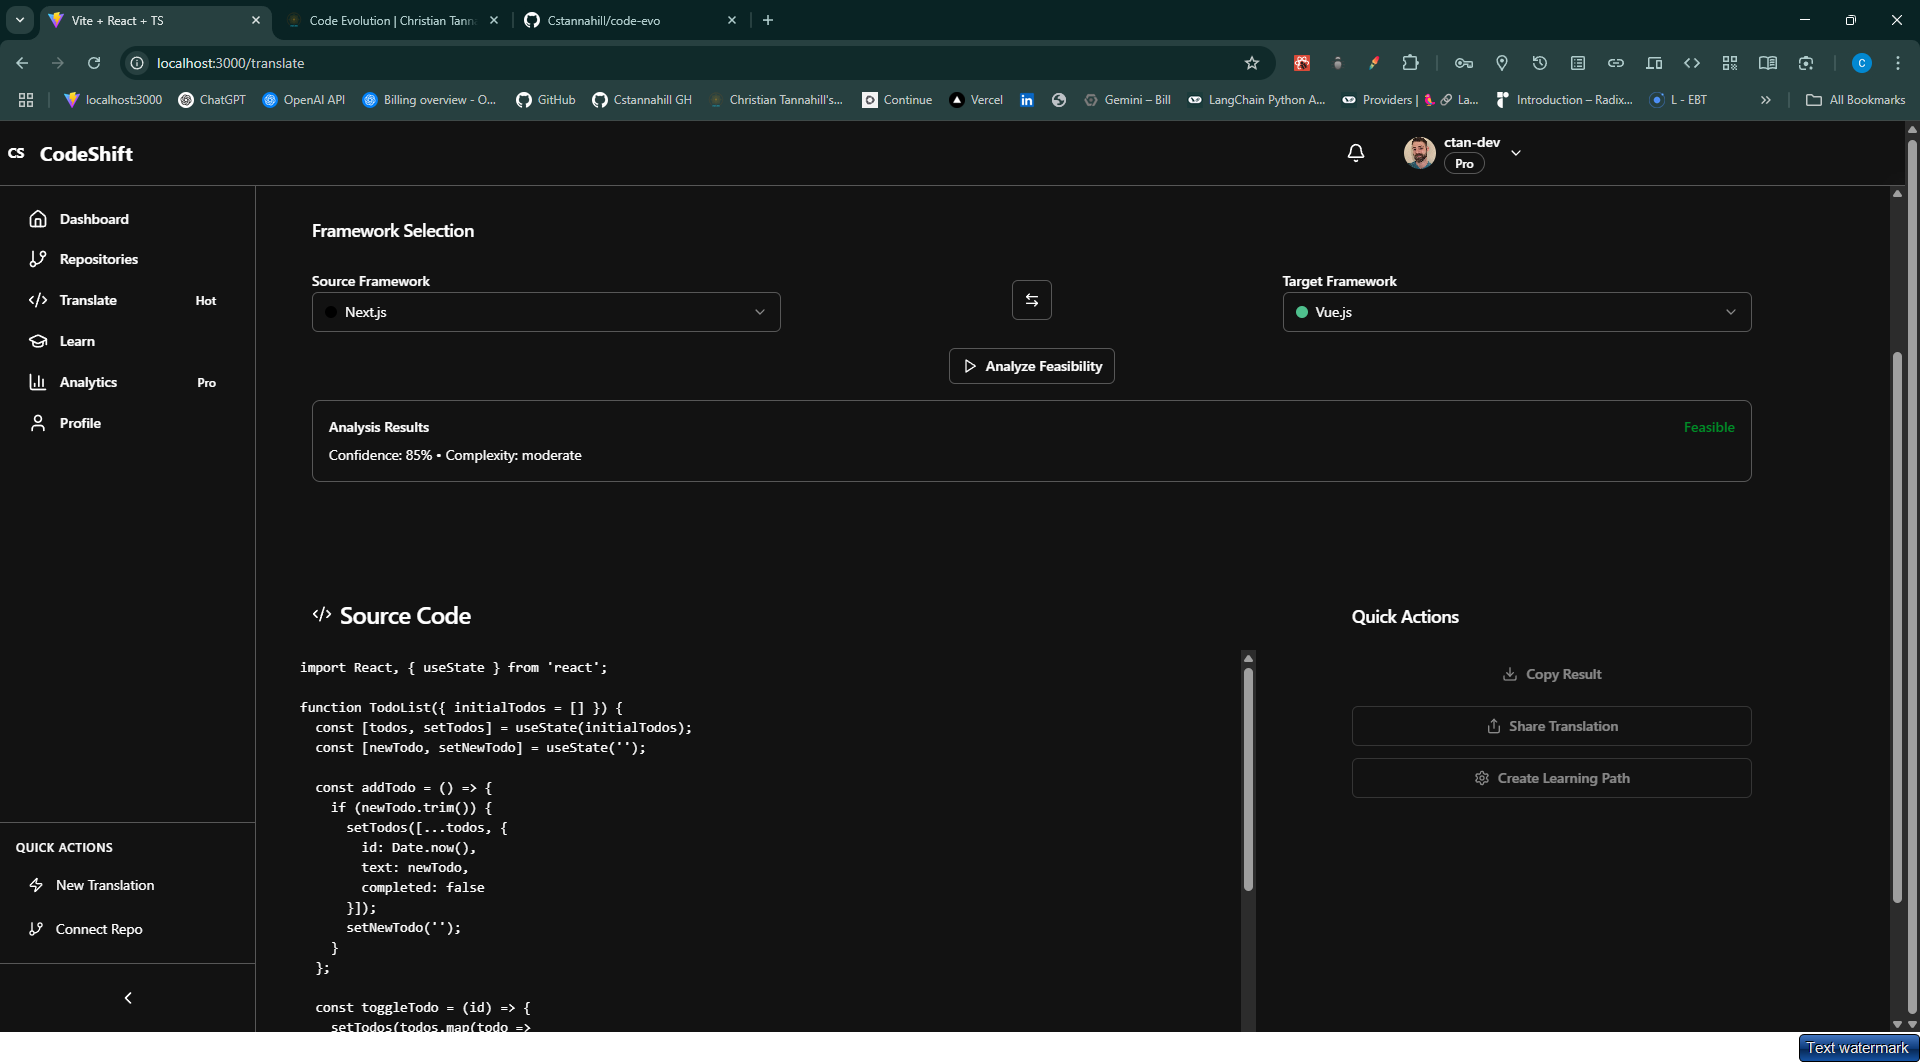 Vite + React + TS
Code Evolution | Christian Tann
Cstannahill/code-evo
localhost:3000/translate
C
localhost:3000
ChatGPT
OpenAI API
Billing overview - O...
GitHub
Cstannahill GH
Christian Tannahill's...
Continue
Vercel
Gemini – Bill
LangChain Python A...
Providers | 🦜️🔗 La...
Introduction – Radix...
L - EBT
All Bookmarks
CS CodeShift
ctan-dev
Pro
Dashboard
Repositories
Translate Hot
Learn
Analytics Pro
Profile
QUICK ACTIONS
New Translation
Connect Repo
Framework Selection
Source Framework
Next.js
Target Framework
Vue.js
Analyze Feasibility
Analysis Results Feasible
Confidence: 85% • Complexity: moderate
Source Code
import React, { useState } from 'react';
function TodoList({ initialTodos = [] }) {
const [todos, setTodos] = useState(initialTodos);
const [newTodo, setNewTodo] = useState('');
const addTodo = () => {
if (newTodo.trim()) {
setTodos([...todos, {
id: Date.now(),
text: newTodo,
completed: false
}]);
setNewTodo('');
}
};
const toggleTodo = (id) => {
setTodos(todos.map(todo =>
Quick Actions
Copy Result
Share Translation
Create Learning Path
Text watermark